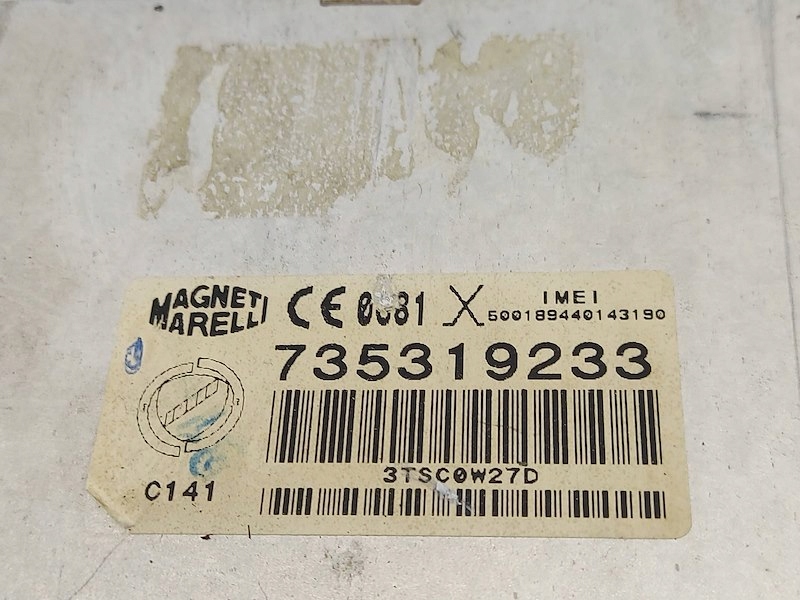 MAGNETI MARELLI
CE 0681
IMEI
500189440143190
735319233
C141
3TSC0W27D